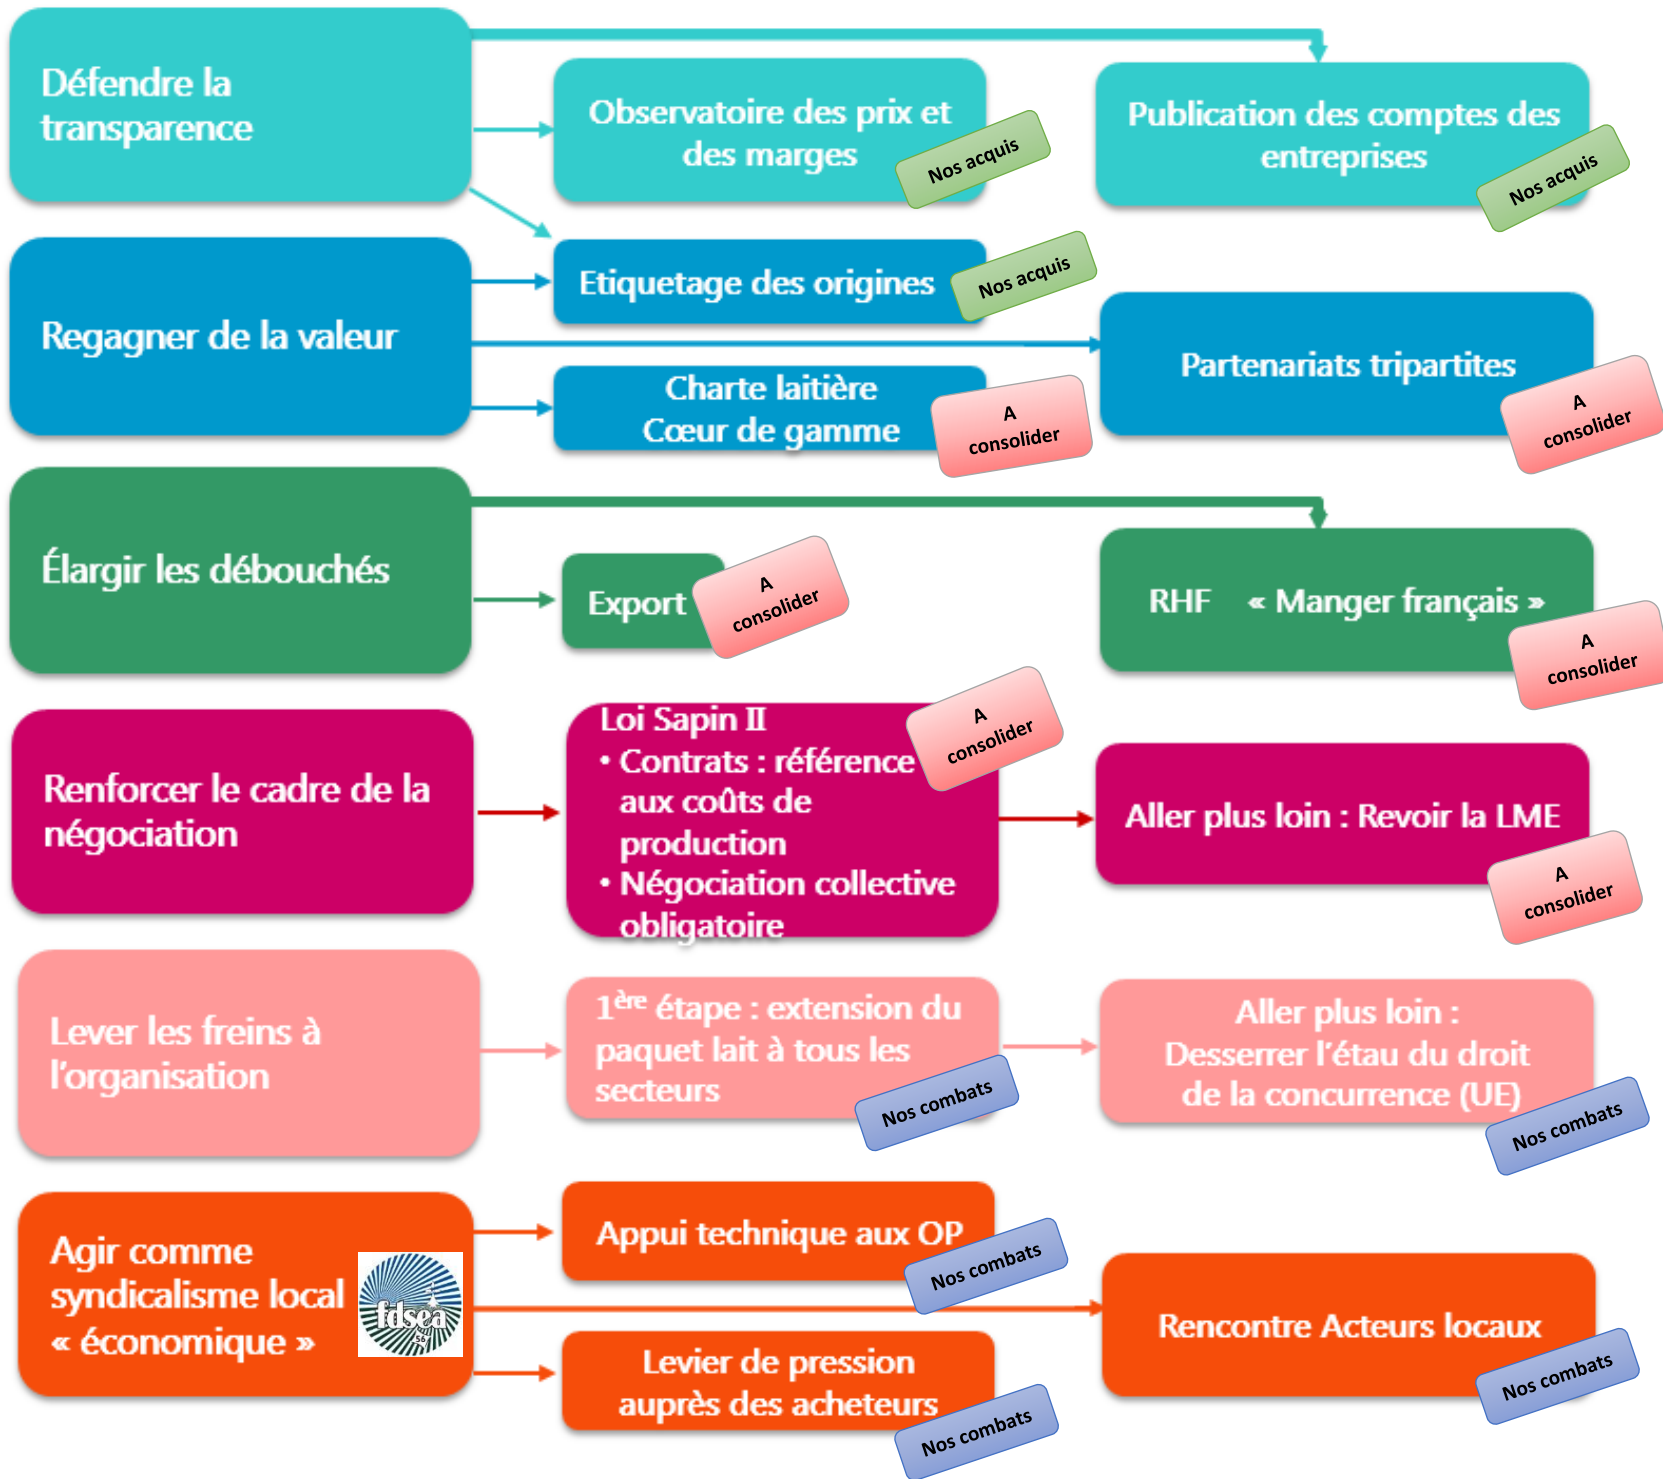 Défendre la
transparence
Observatoire des prix et
des marges
Nos acquis
Publication des comptes des
entreprises
Nos acquis
Regagner de la valeur
Etiquetage des origines
Nos acquis
Charte laitière
Cœur de gamme
A
consolider
Partenariats tripartites
A
consolider
Élargir les débouchés
Export
A
consolider
RHF « Manger français »
A
consolider
Renforcer le cadre de la
négociation
Loi Sapin II
• Contrats : référence
aux coûts de
production
• Négociation collective
obligatoire
A
consolider
Aller plus loin : Revoir la LME
A
consolider
Lever les freins à
l'organisation
1ère étape : extension du
paquet lait à tous les
secteurs
Nos combats
Aller plus loin :
Desserrer l'étau du droit
de la concurrence (UE)
Nos combats
Agir comme
syndicalisme local
« économique »
fdsea
56
Appui technique aux OP
Nos combats
Levier de pression
auprès des acheteurs
Nos combats
Rencontre Acteurs locaux
Nos combats